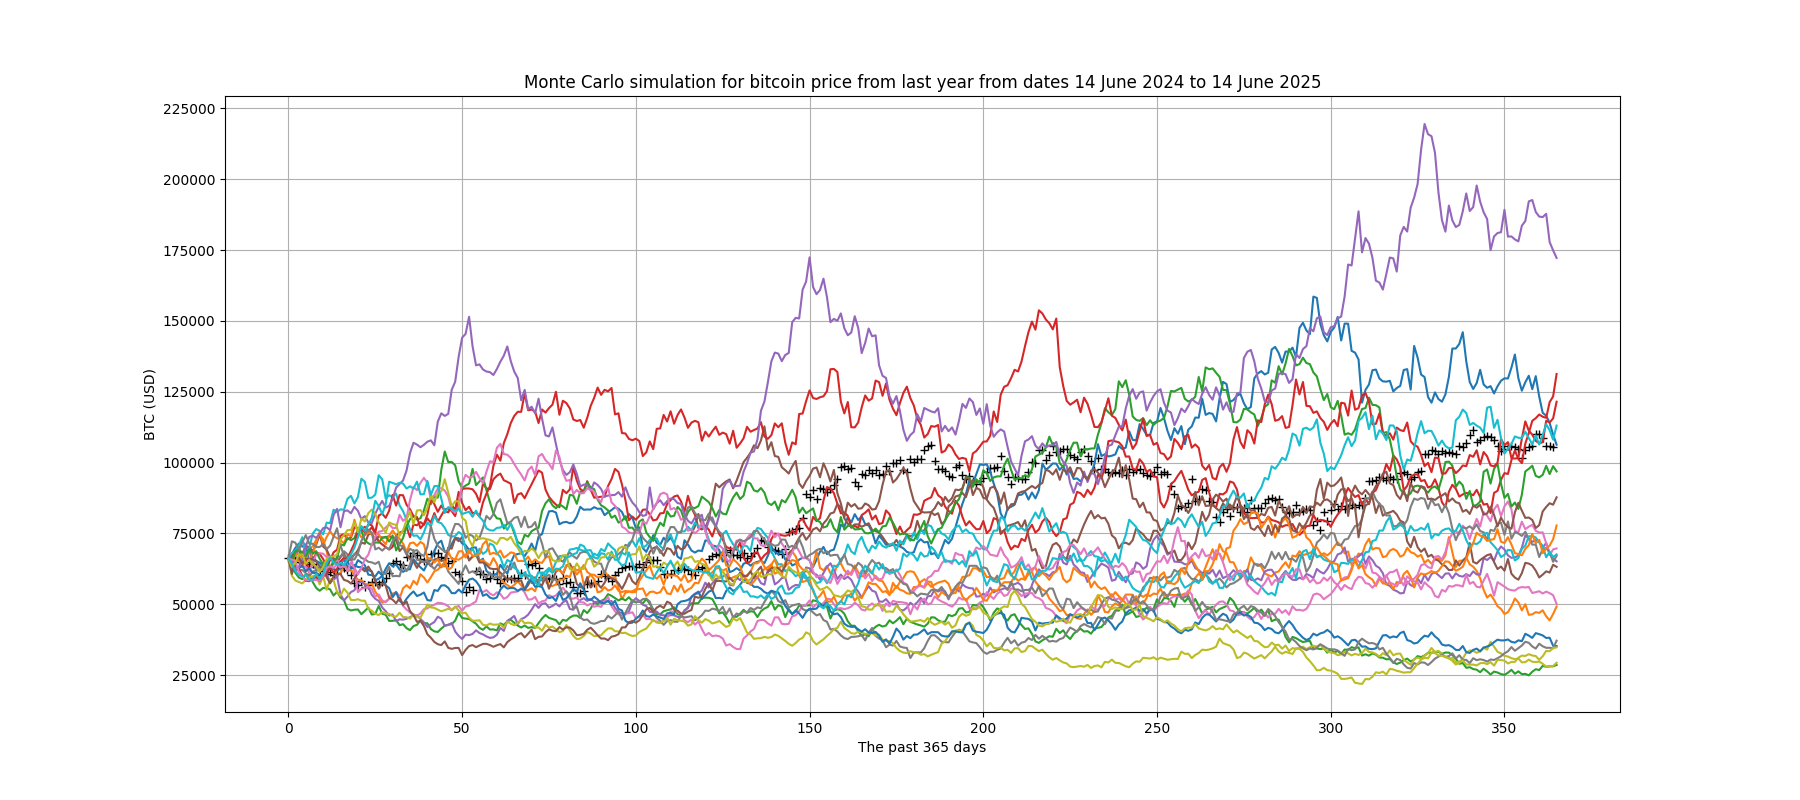 Monte Carlo simulation for bitcoin price from last year from dates 14 June 2024 to 14 June 2025
225000
200000
175000
150000
125000
100000
75000
50000
25000
BTC (USD)
0 50 100 150 200 250 300 350
The past 365 days